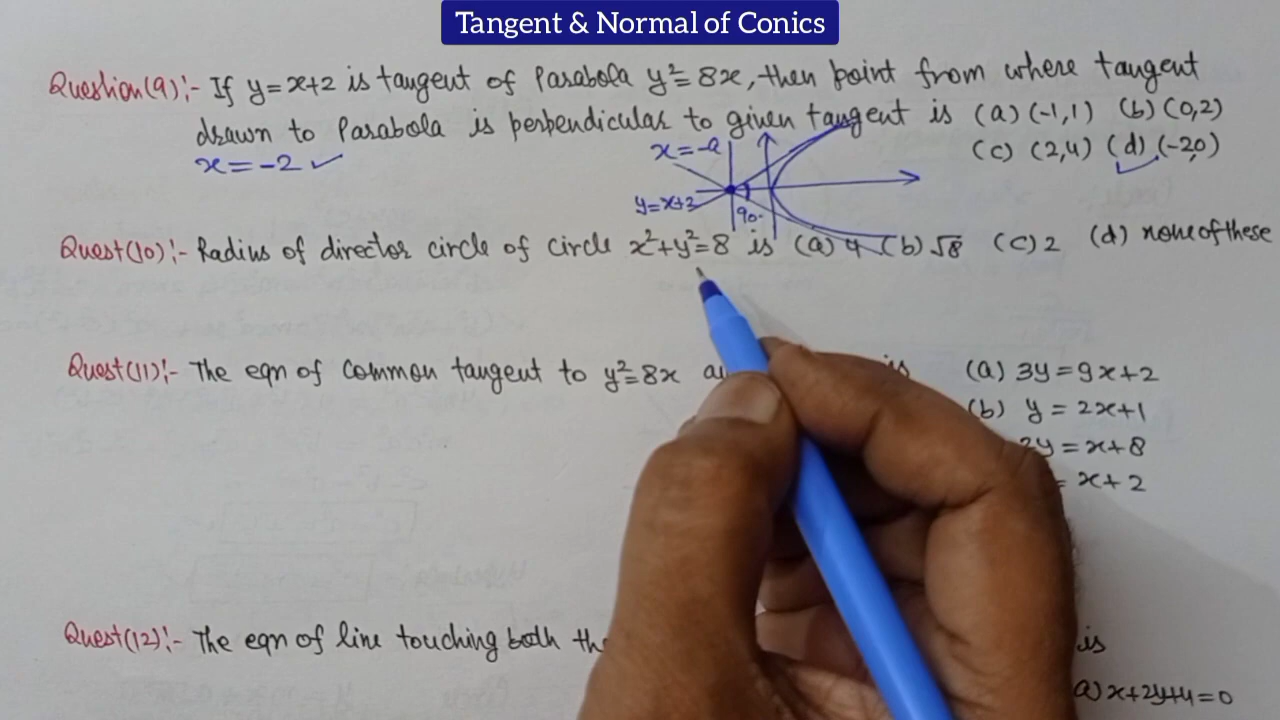 Tangent & Normal of Conics
Question(9):- If y=x+2 is tangent of Parabola y²=8x, then point from where tangent
drawn to Parabola is perpendicular to given tangent is (a) (-1,1) (b) (0,2)
(c) (2,4) (d) (-2,0)
x=-2 ✓
x=-a
y=x+2
90°
Quest(10):- Radius of director circle of circle x²+y²=8 is (a) 4 (b) √8 (c) 2 (d) none of these
Quest(11):- The eqn of common tangent to y²=8x is (a) 3y=9x+2
(b) y=2x+1
2y=x+8
= x+2
Quest(12):- The eqn of line touching both is
a) x+2y+4=0